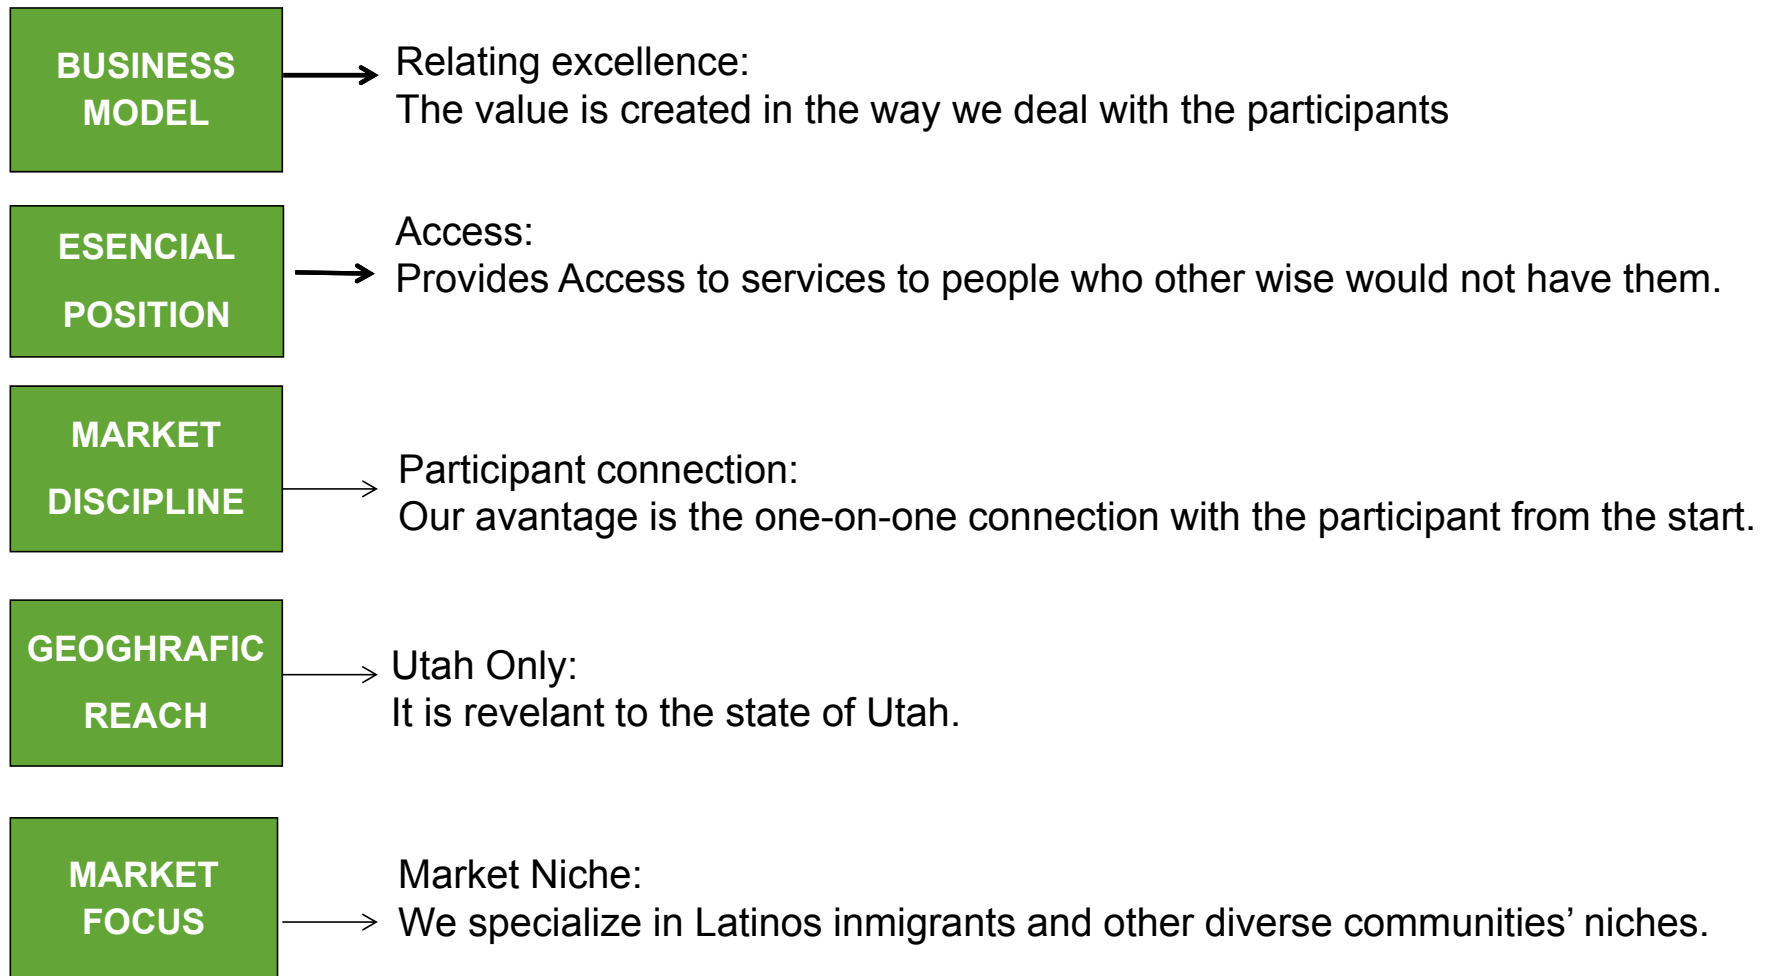 BUSINESS
MODEL
Relating excellence:
The value is created in the way we deal with the participants
ESENCIAL
POSITION
Access:
Provides Access to services to people who other wise would not have them.
MARKET
DISCIPLINE
Participant connection:
Our avantage is the one-on-one connection with the participant from the start.
GEOGHRAFIC
REACH
Utah Only:
It is revelant to the state of Utah.
MARKET
FOCUS
Market Niche:
We specialize in Latinos inmigrants and other diverse communities’ niches.